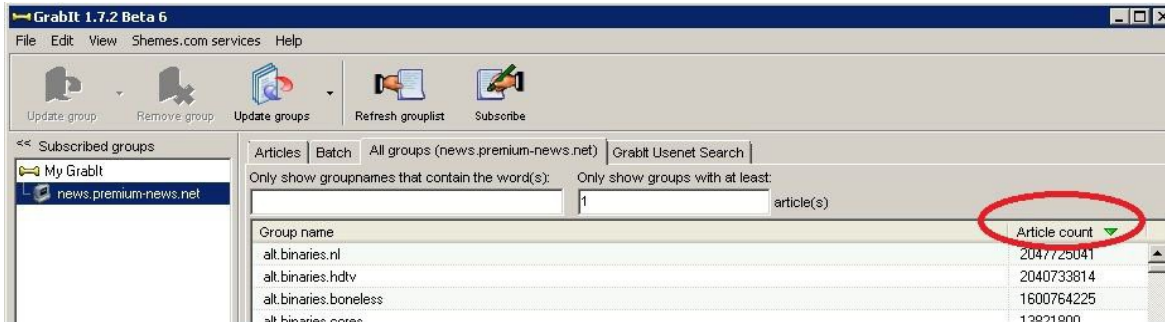 GrabIt 1.7.2 Beta 6
File Edit View Shemes.com services Help
Update group Remove group Update groups Refresh grouplist Subscribe
<< Subscribed groups
My GrabIt
news.premium-news.net
Articles Batch All groups (news.premium-news.net) GrabIt Usenet Search
Only show groupnames that contain the word(s): Only show groups with at least:
1 article(s)
Group name Article count
alt.binaries.nl 2047725041
alt.binaries.hdtv 2040733814
alt.binaries.boneless 1600764225
alt.binaries.cores